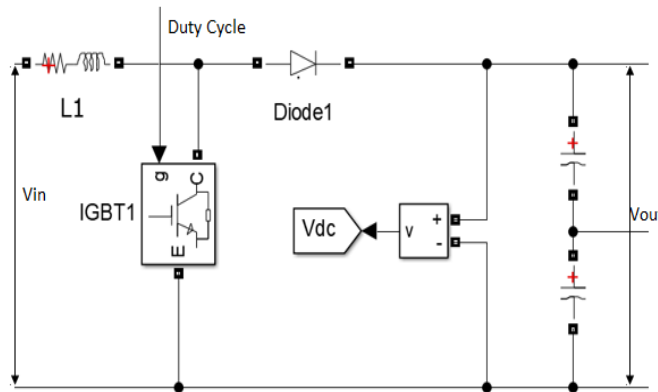 Duty Cycle
L1
Diode1
Vin
IGBT1
g
C
E
Vdc
v
+
-
Vou
+
+